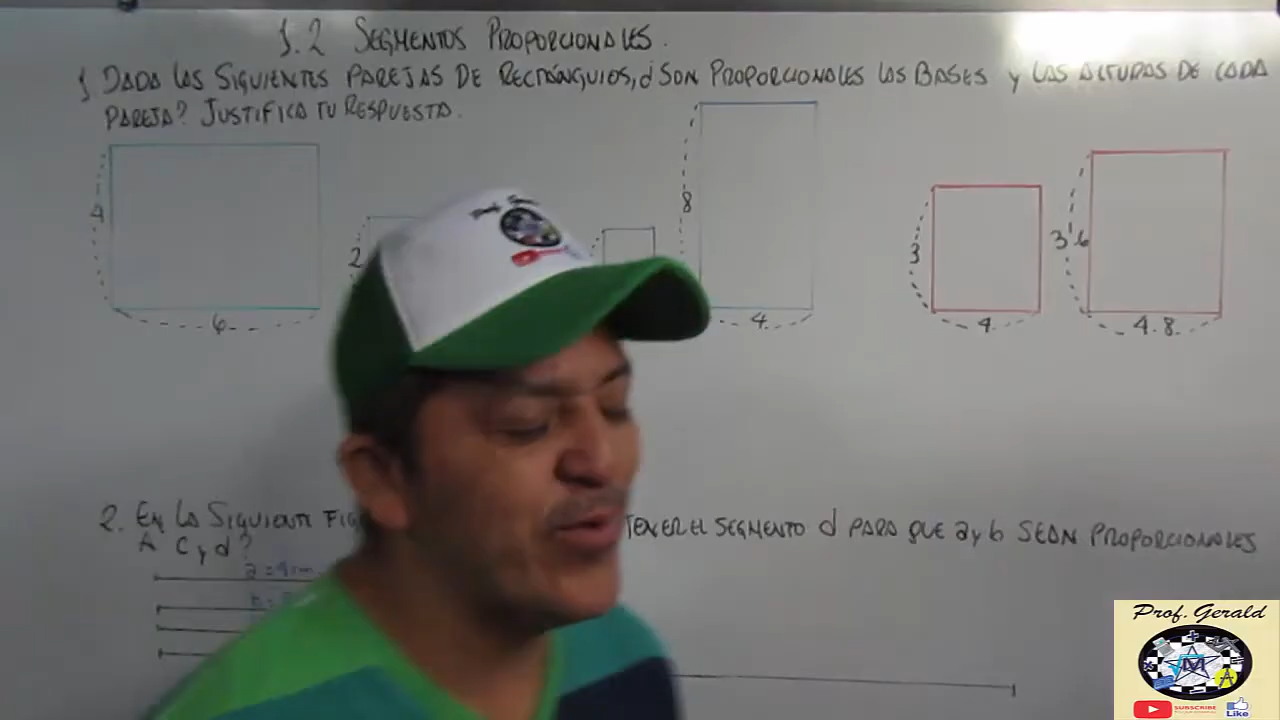 1.2 SEGMENTOS PROPORCIONALES.
1 DADA LAS SIGUIENTES PAREJAS DE RECTÁNGULOS, ¿SON PROPORCIONALES LAS BASES Y LAS ALTURAS DE CADA
PAREJA? JUSTIFICA TU RESPUESTA.
4
6
2
8
4
3
4
3'6
4.8
2. EN LA SIGUIENTE FIG TENER EL SEGMENTO d PARA QUE a y b SEAN PROPORCIONALES
A C y d?
Prof. Gerald
SUBSCRIBE
Like